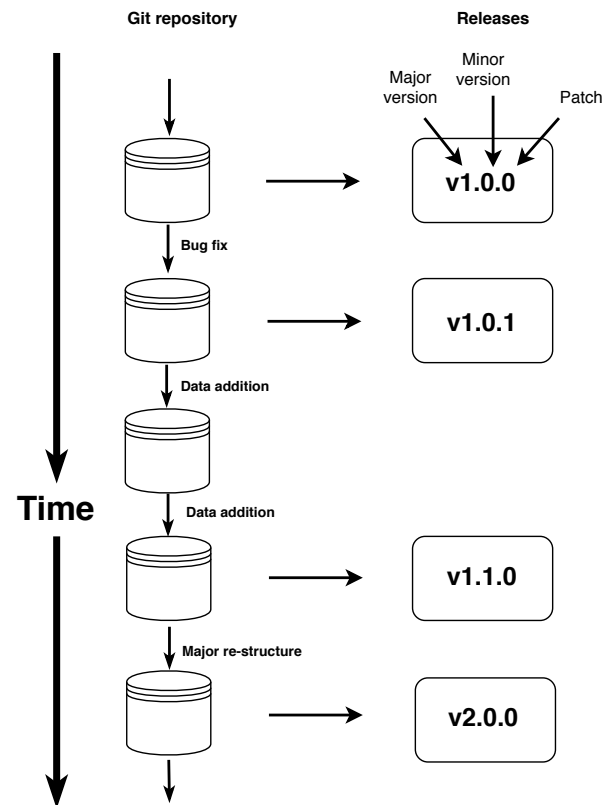 Git repository
Releases
Minor
version
Major
version
Patch
v1.0.0
Bug fix
v1.0.1
Data addition
Time
Data addition
v1.1.0
Major re-structure
v2.0.0